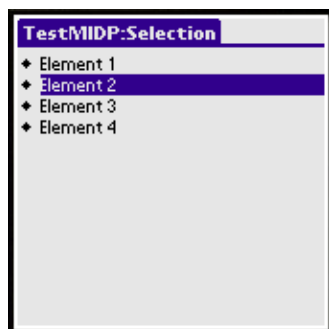 TestMIDP:Selection
Element 1
Element 2
Element 3
Element 4